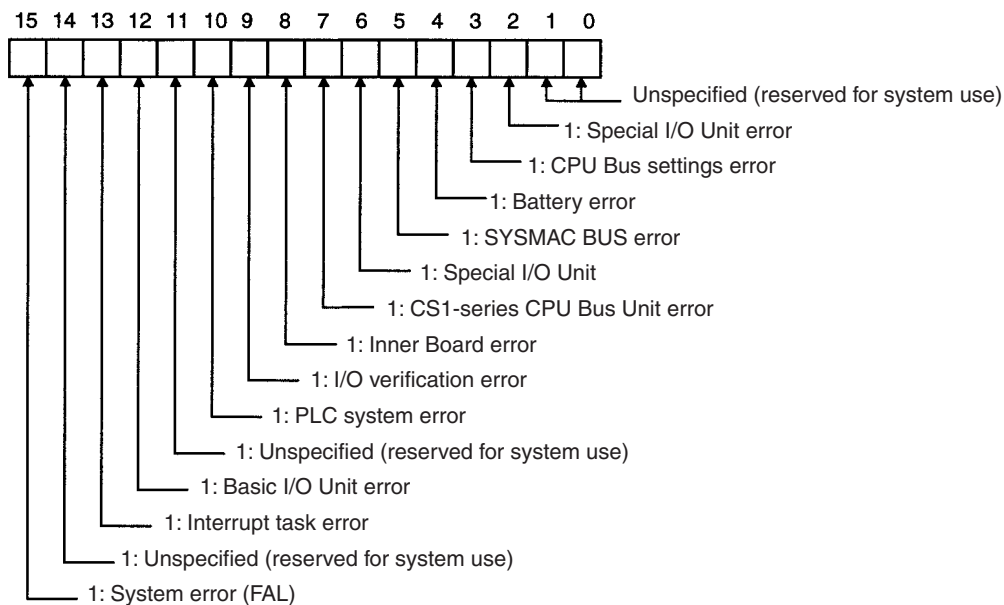 15 14 13 12 11 10 9 8 7 6 5 4 3 2 1 0
Unspecified (reserved for system use)
1: Special I/O Unit error
1: CPU Bus settings error
1: Battery error
1: SYSMAC BUS error
1: Special I/O Unit
1: CS1-series CPU Bus Unit error
1: Inner Board error
1: I/O verification error
1: PLC system error
1: Unspecified (reserved for system use)
1: Basic I/O Unit error
1: Interrupt task error
1: Unspecified (reserved for system use)
1: System error (FAL)